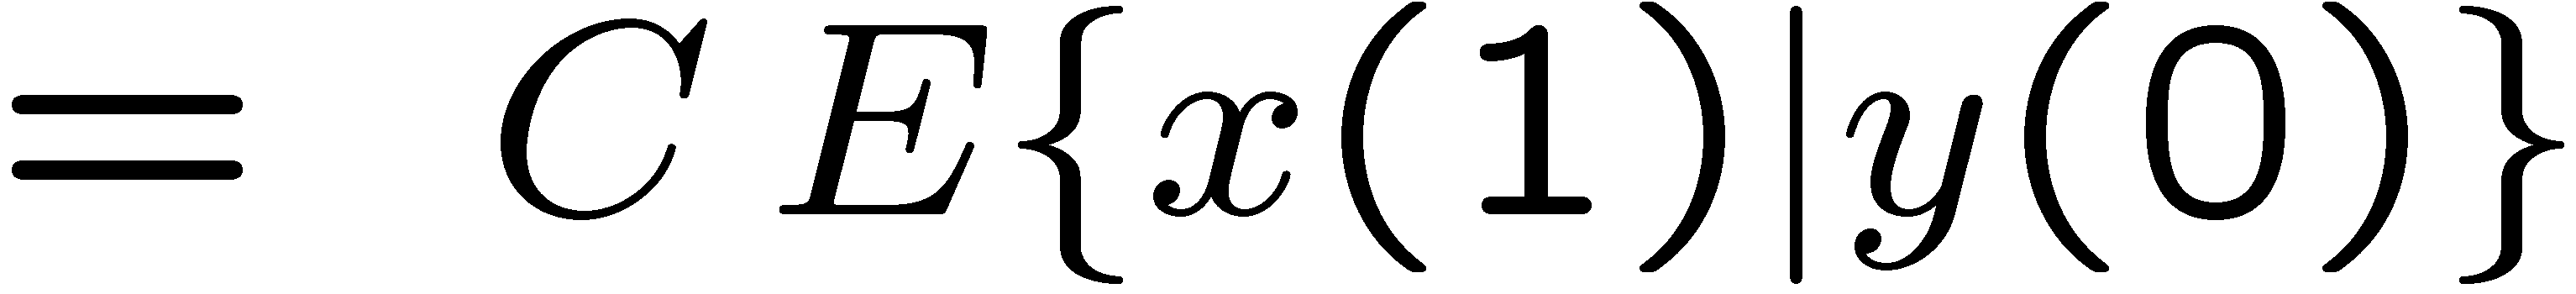 = C E{x(1)|y(0)}